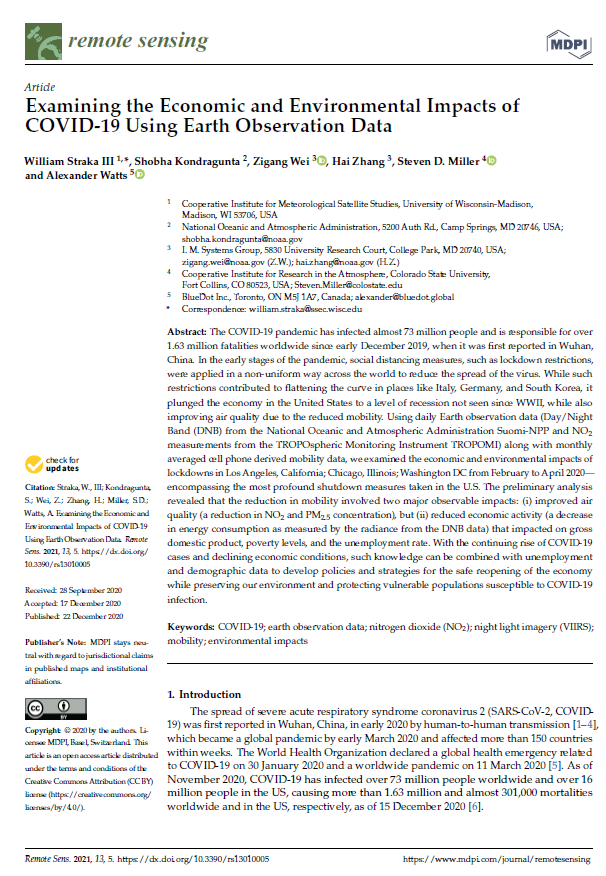 remote sensing
MDPI
Article
Examining the Economic and Environmental Impacts of
COVID-19 Using Earth Observation Data
William Straka III 1,*, Shobha Kondragunta 2, Zigang Wei 3, Hai Zhang 3, Steven D. Miller 4
and Alexander Watts 5
1 Cooperative Institute for Meteorological Satellite Studies, University of Wisconsin-Madison,
Madison, WI 53706, USA
2 National Oceanic and Atmospheric Administration, 5200 Auth Rd., Camp Springs, MD 20746, USA;
shobha.kondragunta@noaa.gov
3 I. M. Systems Group, 5830 University Research Court, College Park, MD 20740, USA;
zigang.wei@noaa.gov (Z.W.); hai.zhang@noaa.gov (H.Z.)
4 Cooperative Institute for Research in the Atmosphere, Colorado State University,
Fort Collins, CO 80523, USA; Steven.Miller@colostate.edu
5 BlueDot Inc., Toronto, ON M5J 1A7, Canada; alexander@bluedot.global
* Correspondence: william.straka@ssec.wisc.edu
Abstract: The COVID-19 pandemic has infected almost 73 million people and is responsible for over
1.63 million fatalities worldwide since early December 2019, when it was first reported in Wuhan,
China. In the early stages of the pandemic, social distancing measures, such as lockdown restrictions,
were applied in a non-uniform way across the world to reduce the spread of the virus. While such
restrictions contributed to flattening the curve in places like Italy, Germany, and South Korea, it
plunged the economy in the United States to a level of recession not seen since WWII, while also
improving air quality due to the reduced mobility. Using daily Earth observation data (Day/Night
Band (DNB) from the National Oceanic and Atmospheric Administration Suomi-NPP and NO2
measurements from the TROPOspheric Monitoring Instrument TROPOMI) along with monthly
averaged cell phone derived mobility data, we examined the economic and environmental impacts of
lockdowns in Los Angeles, California; Chicago, Illinois; Washington DC from February to April 2020—
encompassing the most profound shutdown measures taken in the U.S. The preliminary analysis
revealed that the reduction in mobility involved two major observable impacts: (i) improved air
quality (a reduction in NO2 and PM2.5 concentration), but (ii) reduced economic activity (a decrease
in energy consumption as measured by the radiance from the DNB data) that impacted on gross
domestic product, poverty levels, and the unemployment rate. With the continuing rise of COVID-19
cases and declining economic conditions, such knowledge can be combined with unemployment
and demographic data to develop policies and strategies for the safe reopening of the economy
while preserving our environment and protecting vulnerable populations susceptible to COVID-19
infection.
Keywords: COVID-19; earth observation data; nitrogen dioxide (NO2); night light imagery (VIIRS);
mobility; environmental impacts
check for
updates
Citation: Straka, W., III; Kondragunta,
S.; Wei, Z.; Zhang, H.; Miller, S.D.;
Watts, A. Examining the Economic and
Environmental Impacts of COVID-19
Using Earth Observation Data. Remote
Sens. 2021, 13, 5. https://dx.doi.org/
10.3390/rs13010005
Received: 28 September 2020
Accepted: 17 December 2020
Published: 22 December 2020
Publisher's Note: MDPI stays neu-
tral with regard to jurisdictional claims
in published maps and institutional
affiliations.
CC BY
Copyright: © 2020 by the authors. Li-
censee MDPI, Basel, Switzerland. This
article is an open access article distributed
under the terms and conditions of the
Creative Commons Attribution (CC BY)
license (https://creativecommons.org/
licenses/by/4.0/).
1. Introduction
The spread of severe acute respiratory syndrome coronavirus 2 (SARS-CoV-2, COVID-
19) was first reported in Wuhan, China, in early 2020 by human-to-human transmission [1–4],
which became a global pandemic by early March 2020 and affected more than 150 countries
within weeks. The World Health Organization declared a global health emergency related
to COVID-19 on 30 January 2020 and a worldwide pandemic on 11 March 2020 [5]. As of
November 2020, COVID-19 has infected over 73 million people worldwide and over 16
million people in the US, causing more than 1.63 million and almost 301,000 mortalities
worldwide and in the US, respectively, as of 15 December 2020 [6].
Remote Sens. 2021, 13, 5. https://dx.doi.org/10.3390/rs13010005
https://www.mdpi.com/journal/remotesensing